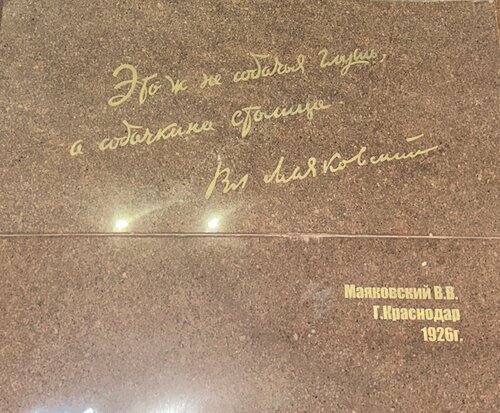 Это ж не собачья глушь,
а собачкина столица
Вл Маяковский
Маяковский В.В.
Г.Краснодар
1926г.